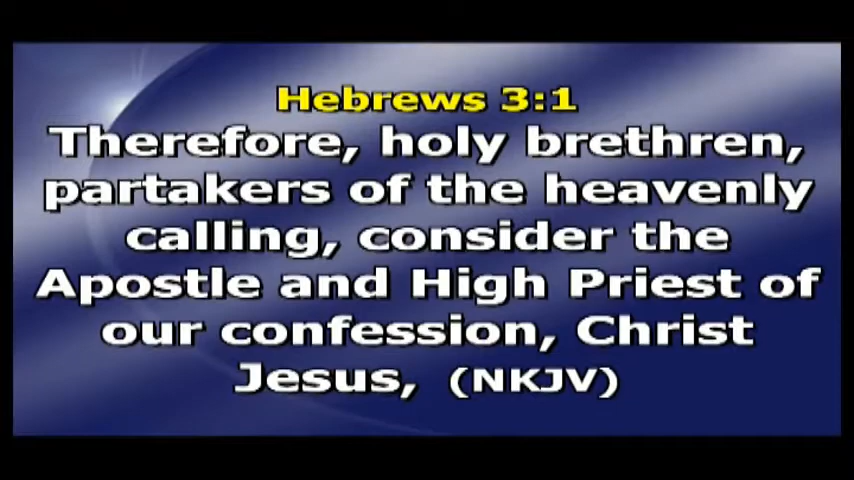 Hebrews 3:1
Therefore, holy brethren,
partakers of the heavenly
calling, consider the
Apostle and High Priest of
our confession, Christ
Jesus, (NKJV)